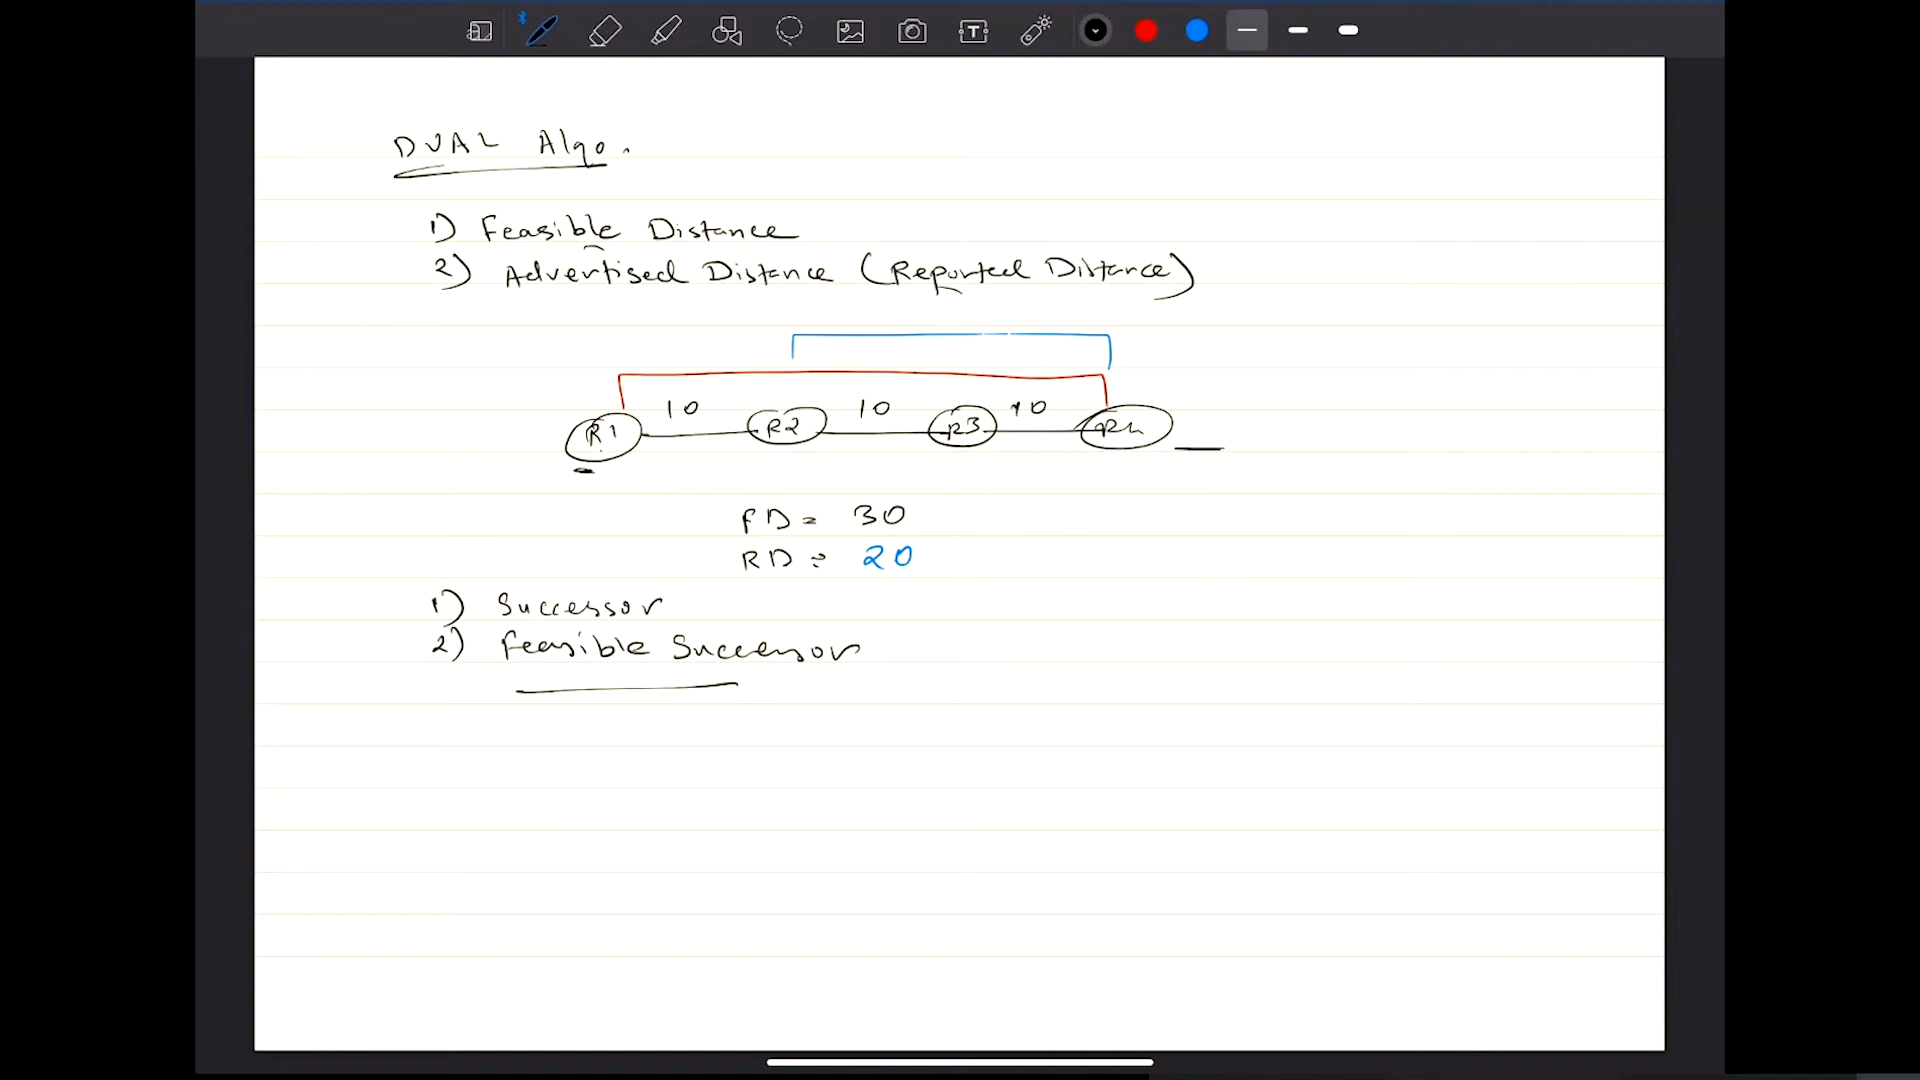 DUAL Algo.
1) Feasible Distance
2) Advertised Distance (Reported Distance)
10 10 10
R1 R2 R3 R4
FD = 30
RD = 20
1) Successor
2) Feasible Successor